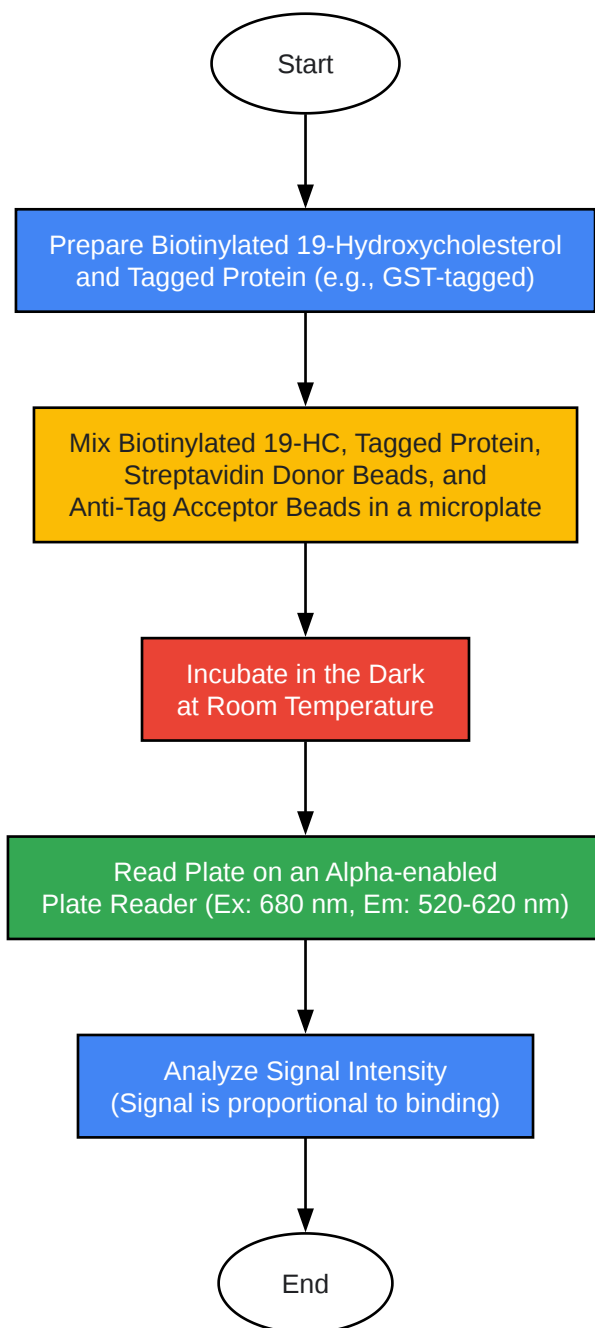 Start
Prepare Biotinylated 19-Hydroxycholesterol
and Tagged Protein (e.g., GST-tagged)
Mix Biotinylated 19-HC, Tagged Protein,
Streptavidin Donor Beads, and
Anti-Tag Acceptor Beads in a microplate
Incubate in the Dark
at Room Temperature
Read Plate on an Alpha-enabled
Plate Reader (Ex: 680 nm, Em: 520-620 nm)
Analyze Signal Intensity
(Signal is proportional to binding)
End